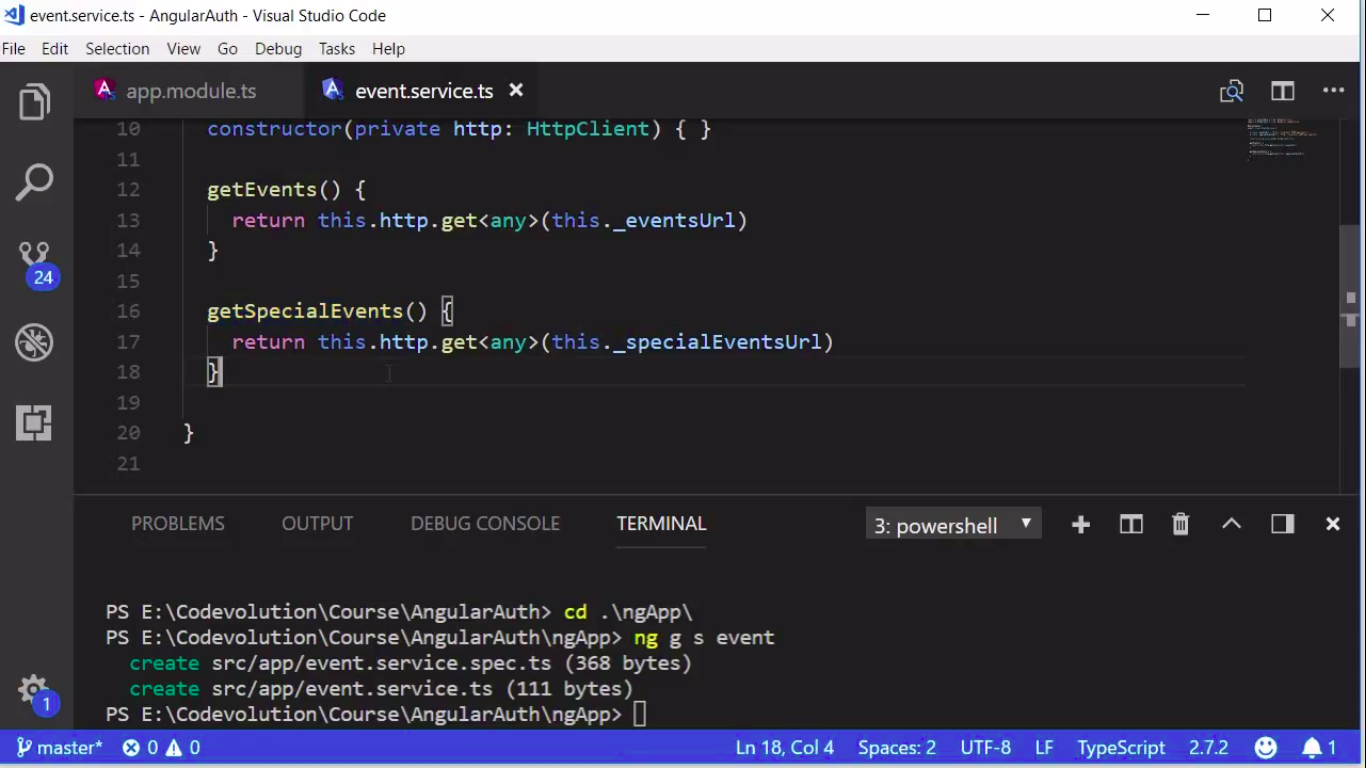 event.service.ts - AngularAuth - Visual Studio Code
File Edit Selection View Go Debug Tasks Help
app.module.ts event.service.ts
10 constructor(private http: HttpClient) { }
11
12 getEvents() {
13 return this.http.get<any>(this._eventsUrl)
14 }
15
16 getSpecialEvents() {
17 return this.http.get<any>(this._specialEventsUrl)
18 }
19
20 }
21
24
PROBLEMS OUTPUT DEBUG CONSOLE TERMINAL 3: powershell
PS E:\Codevolution\Course\AngularAuth> cd .\ngApp\
PS E:\Codevolution\Course\AngularAuth\ngApp> ng g s event
create src/app/event.service.spec.ts (368 bytes)
create src/app/event.service.ts (111 bytes)
PS E:\Codevolution\Course\AngularAuth\ngApp>
1
master* 0 0 Ln 18, Col 4 Spaces: 2 UTF-8 LF TypeScript 2.7.2 1